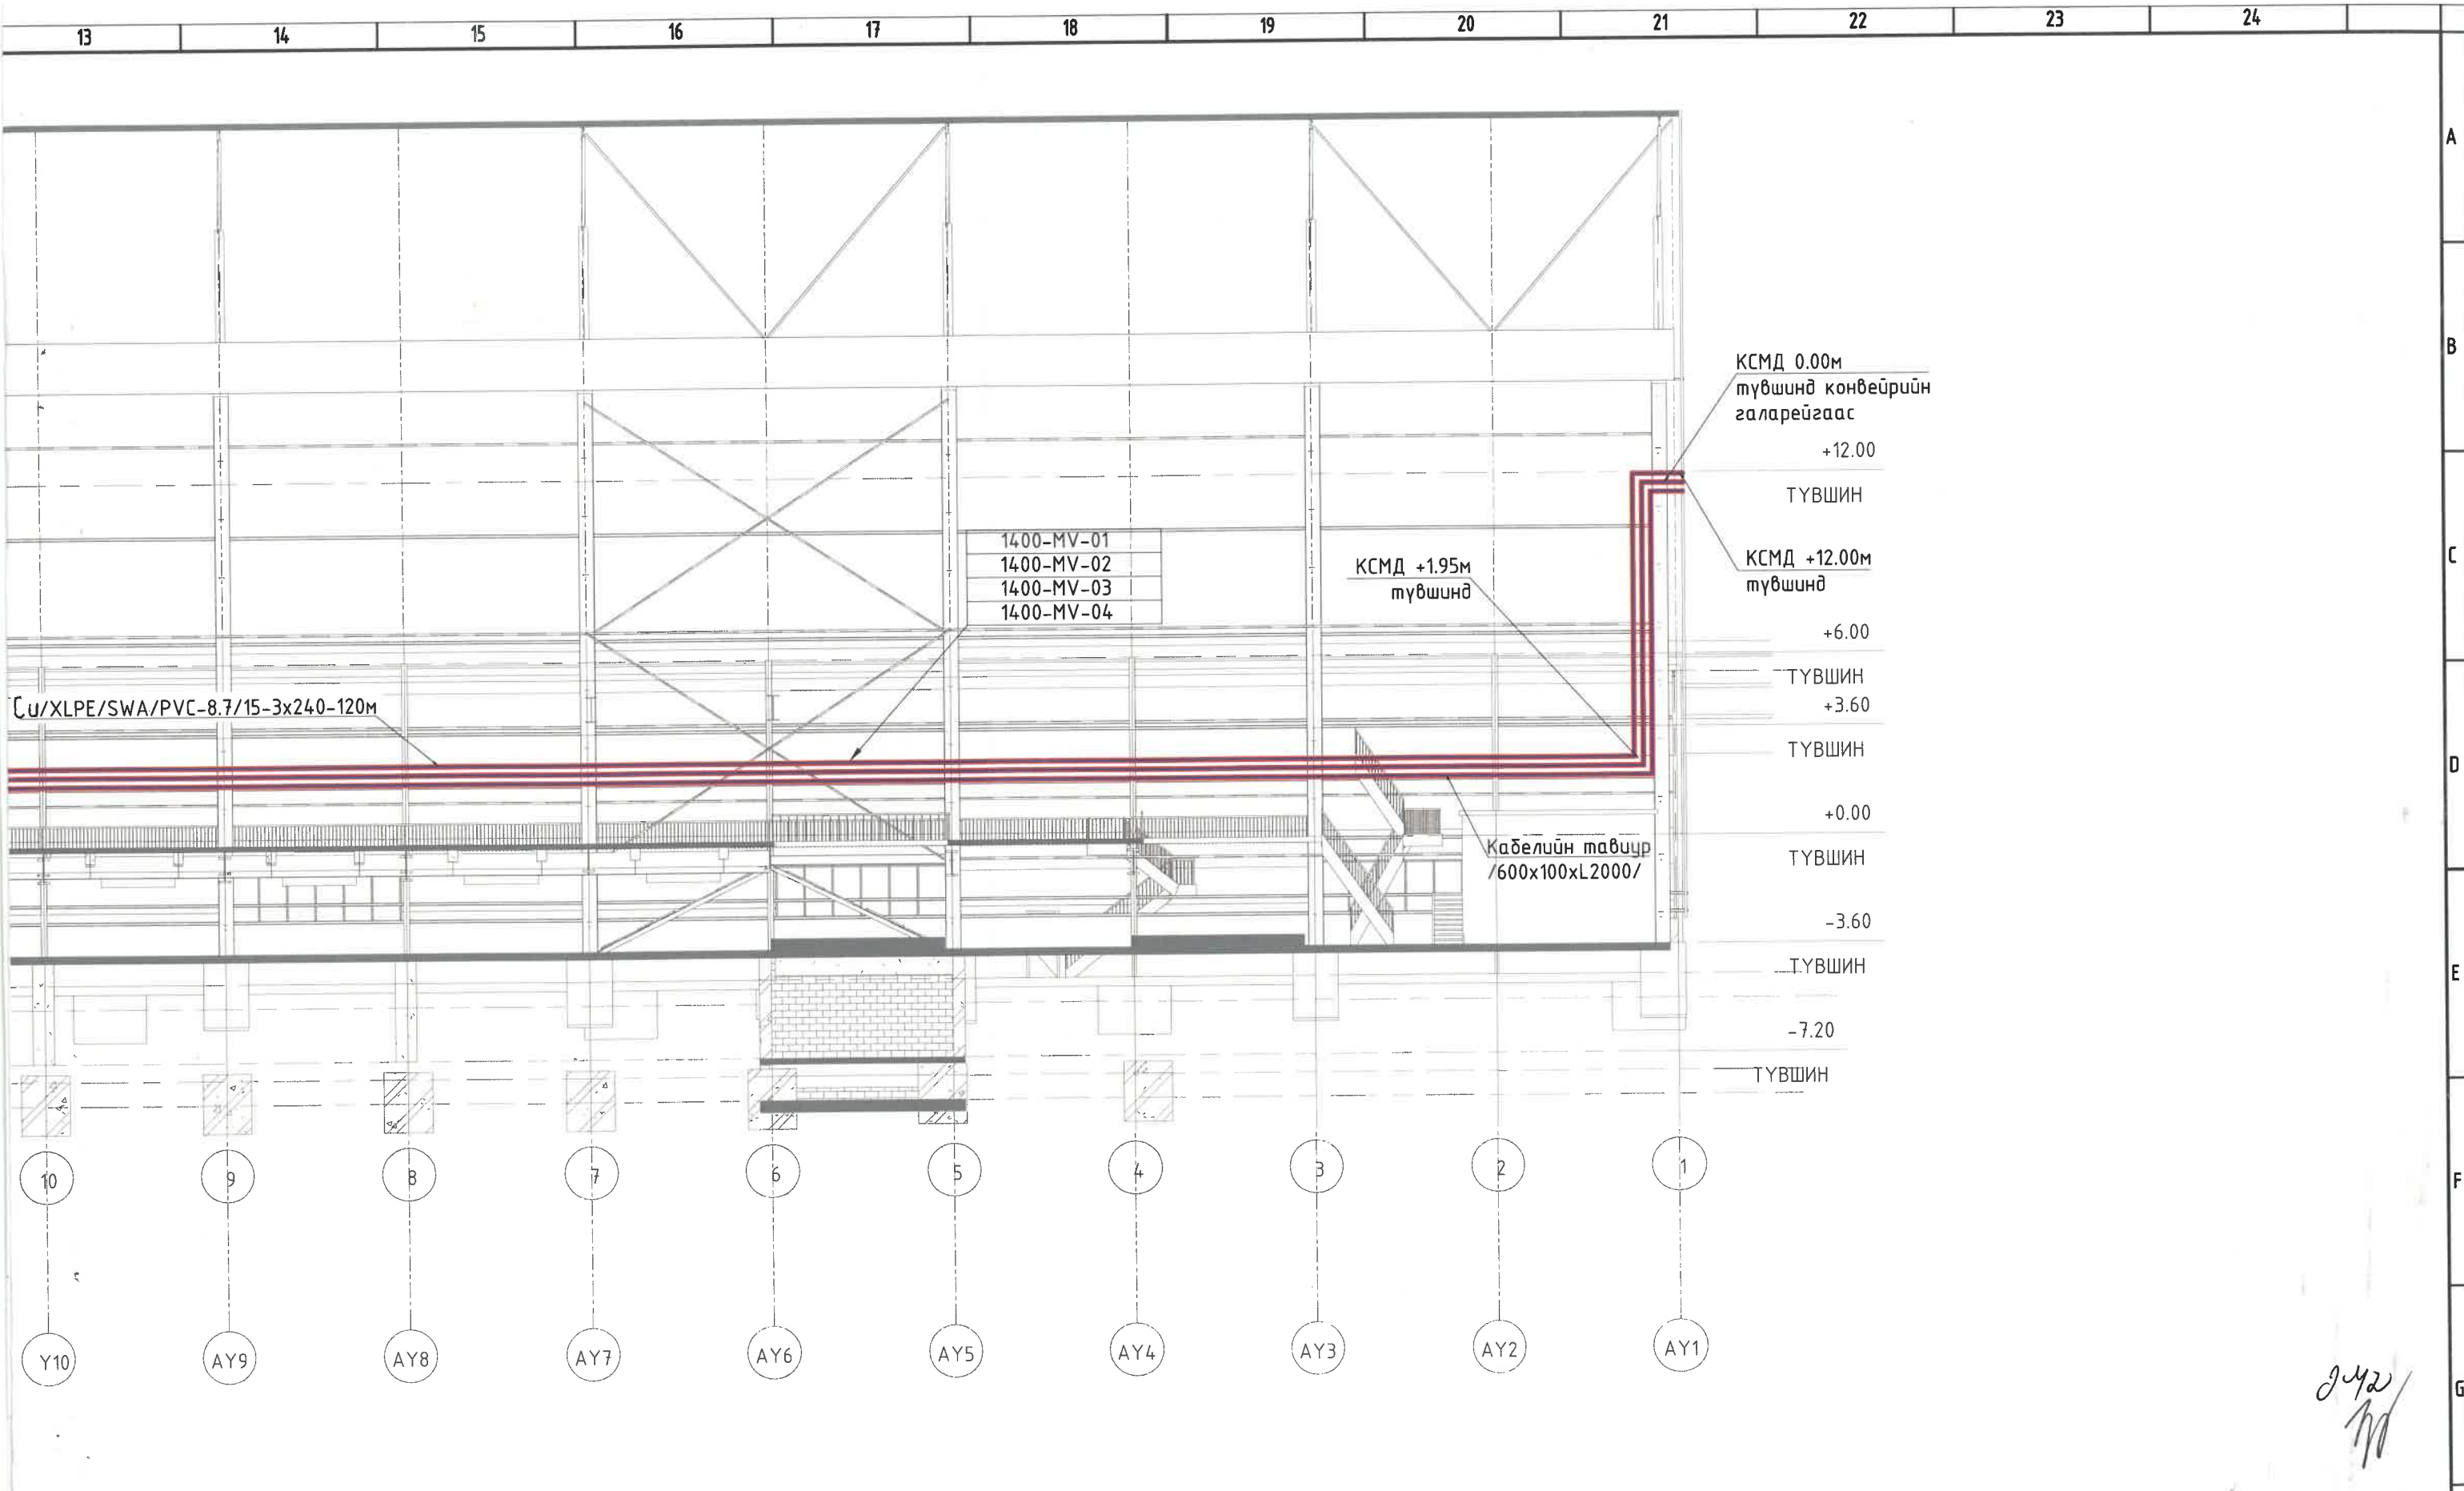 13 14 15 16 17 18 19 20 21 22 23 24
A
B
КСМД 0.00м
түвшинд конвейрийн
галарейгаас
+12.00
ТҮВШИН
1400-MV-01
1400-MV-02
1400-MV-03
1400-MV-04
КСМД +1.95м
түвшинд
КСМД +12.00м
түвшинд
C
+6.00
ТҮВШИН
Cu/XLPE/SWA/PVC-8.7/15-3x240-120м
+3.60
ТҮВШИН
D
+0.00
ТҮВШИН
Кабелийн тавиур
/600x100xL2000/
-3.60
ТҮВШИН
E
-7.20
ТҮВШИН
10 9 8 7 6 5 4 3 2 1
F
Y10 AY9 AY8 AY7 AY6 AY5 AY4 AY3 AY2 AY1
G